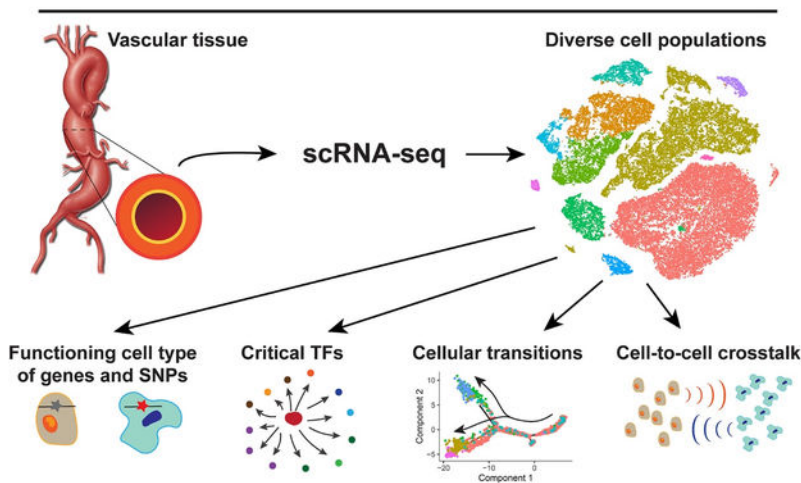 Vascular tissue
Diverse cell populations
scRNA-seq
Functioning cell type
of genes and SNPs
Critical TFs
Cellular transitions
Cell-to-cell crosstalk
Component 2
10
5
0
-5
-20
-10
0
Component 1